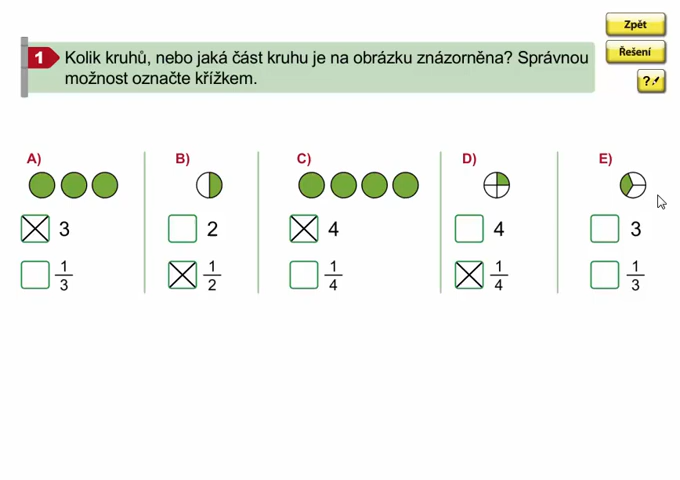 Zpět
Řešení
?
1 Kolik kruhů, nebo jaká část kruhu je na obrázku znázorněna? Správnou
možnost označte křížkem.
A) B) C) D) E)
3 2 4 4 3
1/3 1/2 1/4 1/4 1/3